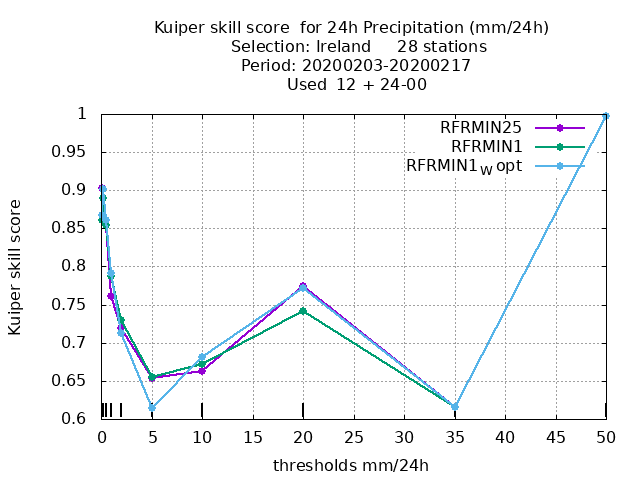 Kuiper skill score  for 24h Precipitation (mm/24h)
Selection: Ireland     28 stations
Period: 20200203-20200217
Used  12 + 24-00
RFRMIN25
RFRMIN1
RFRMIN1W opt
Kuiper skill score
1
0.95
0.9
0.85
0.8
0.75
0.7
0.65
0.6
0 5 10 15 20 25 30 35 40 45 50
thresholds mm/24h